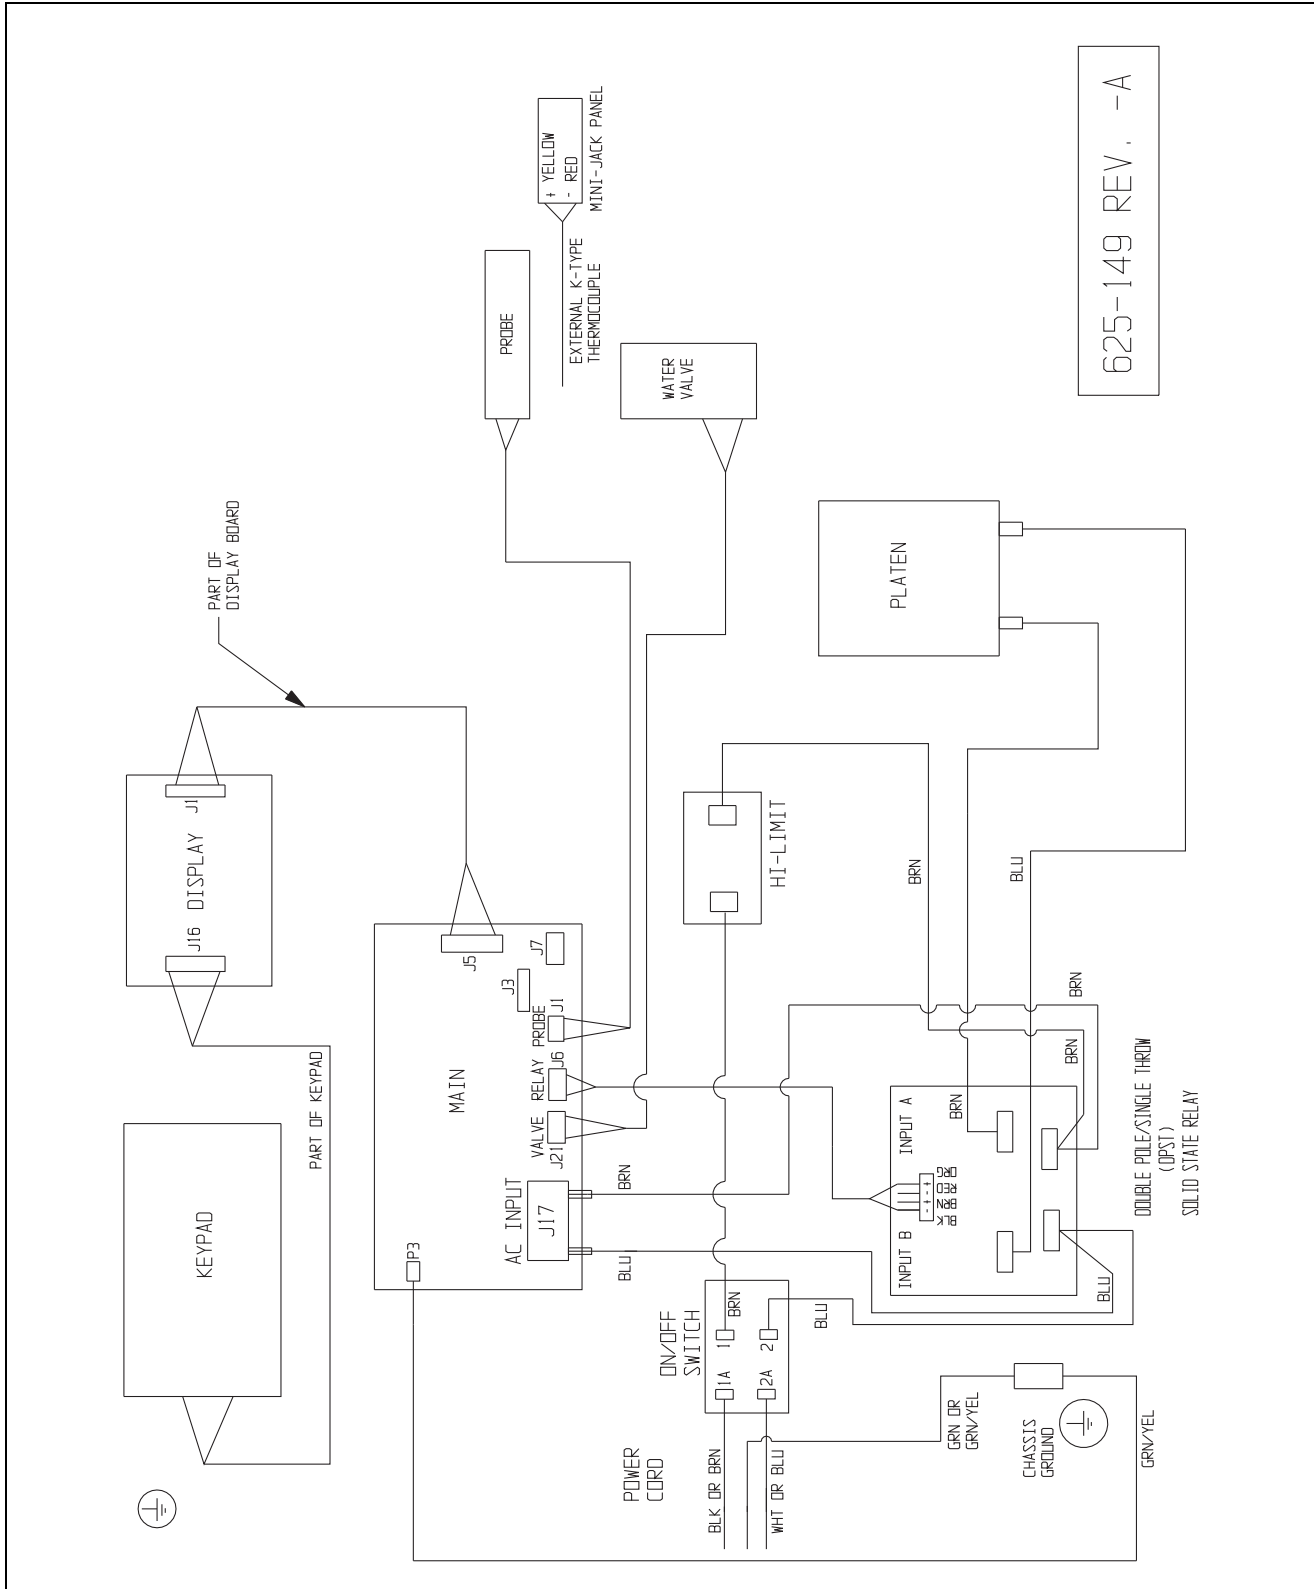 PART OF
DISPLAY BOARD
J1
DISPLAY
J16
PART OF KEYPAD
KEYPAD
+ YELLOW
- RED
MINI-JACK PANEL
EXTERNAL K-TYPE
THERMOCOUPLE
PROBE
WATER
VALVE
MAIN
J5
J7
J3
PROBE
J1
RELAY
J6
VALVE
J21
AC INPUT
J17
P3
BRN
BLU
HI-LIMIT
PLATEN
BRN
BLU
BRN
BRN
BRN
INPUT A
INPUT B
ORG
RED
BRN
BLK
+ - + -
BLU
DOUBLE POLE/SINGLE THROW
(DPST)
SOLID STATE RELAY
ON/OFF
SWITCH
BRN
1
1A
2
2A
BLU
POWER
CORD
BLK OR BRN
WHT OR BLU
GRN OR
GRN/YEL
CHASSIS
GROUND
GRN/YEL
625-149 REV. -A